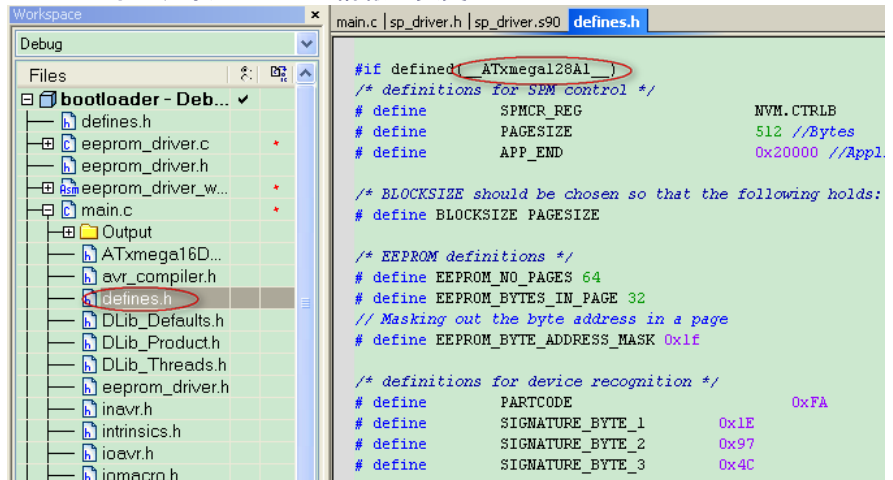 Workspace
Debug
Files
bootloader - Deb...
defines.h
eeprom_driver.c
eeprom_driver.h
eeprom_driver_w...
main.c
Output
ATxmega16D...
avr_compiler.h
defines.h
DLib_Defaults.h
DLib_Product.h
DLib_Threads.h
eeprom_driver.h
inavr.h
intrinsics.h
ioavr.h
iomacro.h
main.c | sp_driver.h | sp_driver.s90 defines.h
#if defined(__ATxmega128A1__)
/* definitions for SPM control */
# define SPMCR_REG NVM.CTRLB
# define PAGESIZE 512 //Bytes
# define APP_END 0x20000 //Appl
/* BLOCKSIZE should be chosen so that the following holds:
# define BLOCKSIZE PAGESIZE
/* EEPROM definitions */
# define EEPROM_NO_PAGES 64
# define EEPROM_BYTES_IN_PAGE 32
// Masking out the byte address in a page
# define EEPROM_BYTE_ADDRESS_MASK 0x1f
/* definitions for device recognition */
# define PARTCODE 0xFA
# define SIGNATURE_BYTE_1 0x1E
# define SIGNATURE_BYTE_2 0x97
# define SIGNATURE_BYTE_3 0x4C